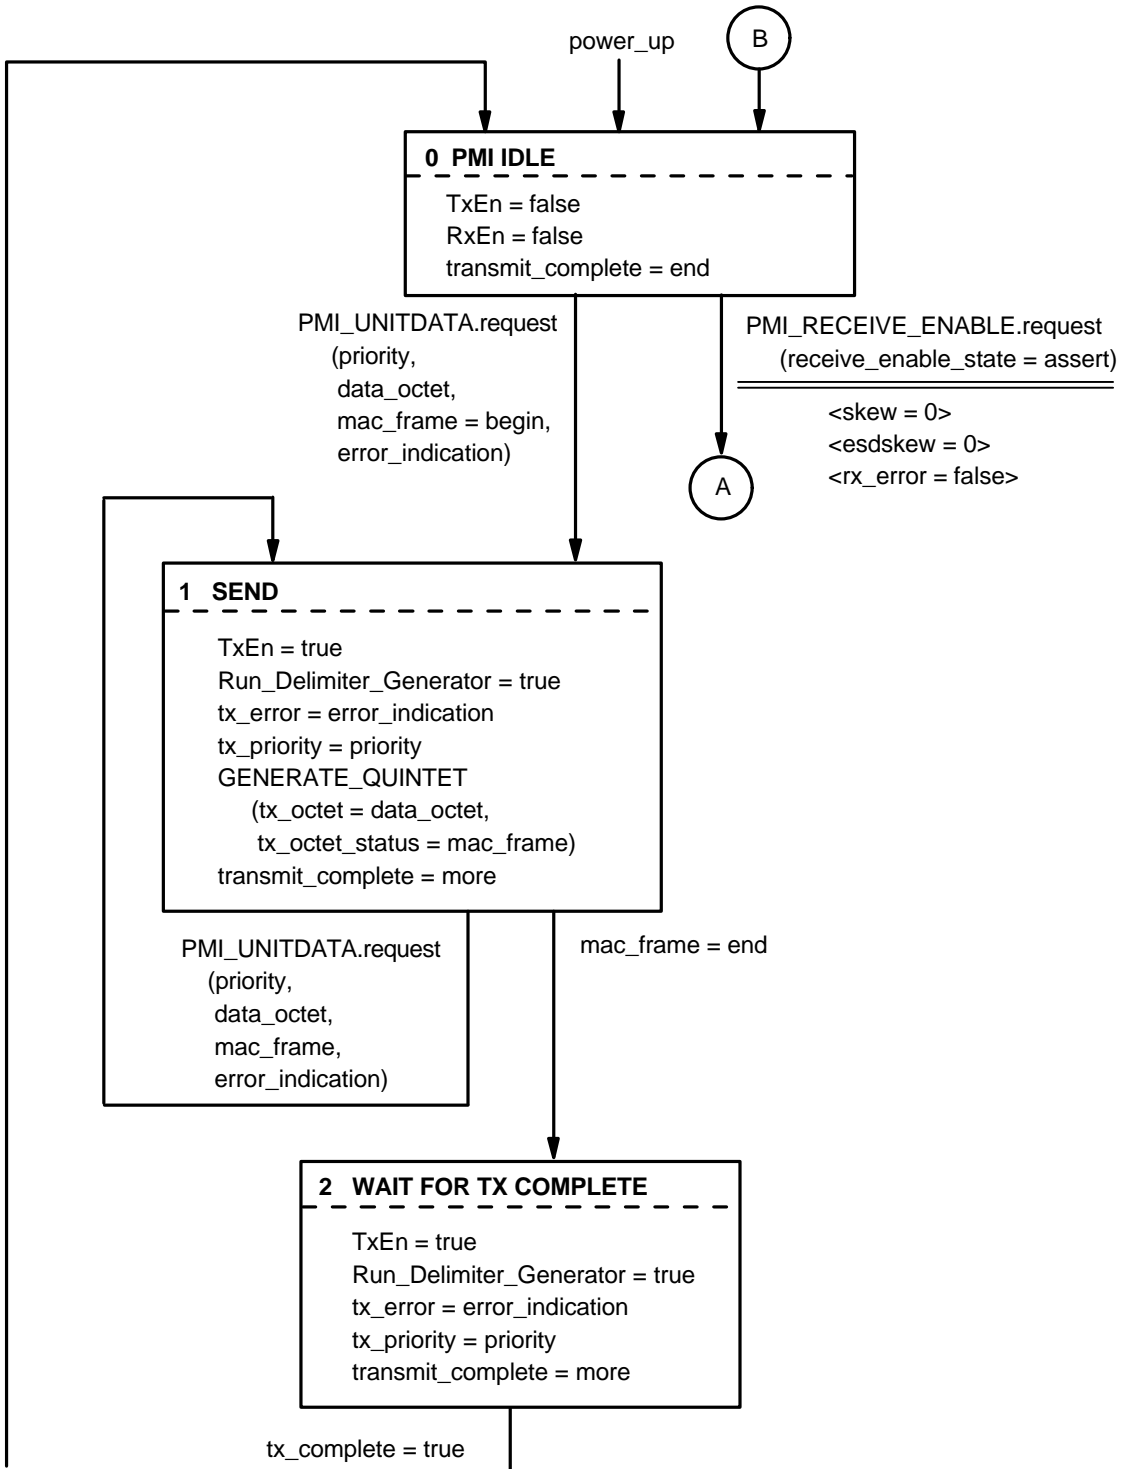 power_up
B
0 PMI IDLE
TxEn = false
RxEn = false
transmit_complete = end
PMI_UNITDATA.request
(priority,
data_octet,
mac_frame = begin,
error_indication)
PMI_RECEIVE_ENABLE.request
(receive_enable_state = assert)
<skew = 0>
<esdskew = 0>
<rx_error = false>
A
1 SEND
TxEn = true
Run_Delimiter_Generator = true
tx_error = error_indication
tx_priority = priority
GENERATE_QUINTET
(tx_octet = data_octet,
tx_octet_status = mac_frame)
transmit_complete = more
PMI_UNITDATA.request
(priority,
data_octet,
mac_frame,
error_indication)
mac_frame = end
2 WAIT FOR TX COMPLETE
TxEn = true
Run_Delimiter_Generator = true
tx_error = error_indication
tx_priority = priority
transmit_complete = more
tx_complete = true